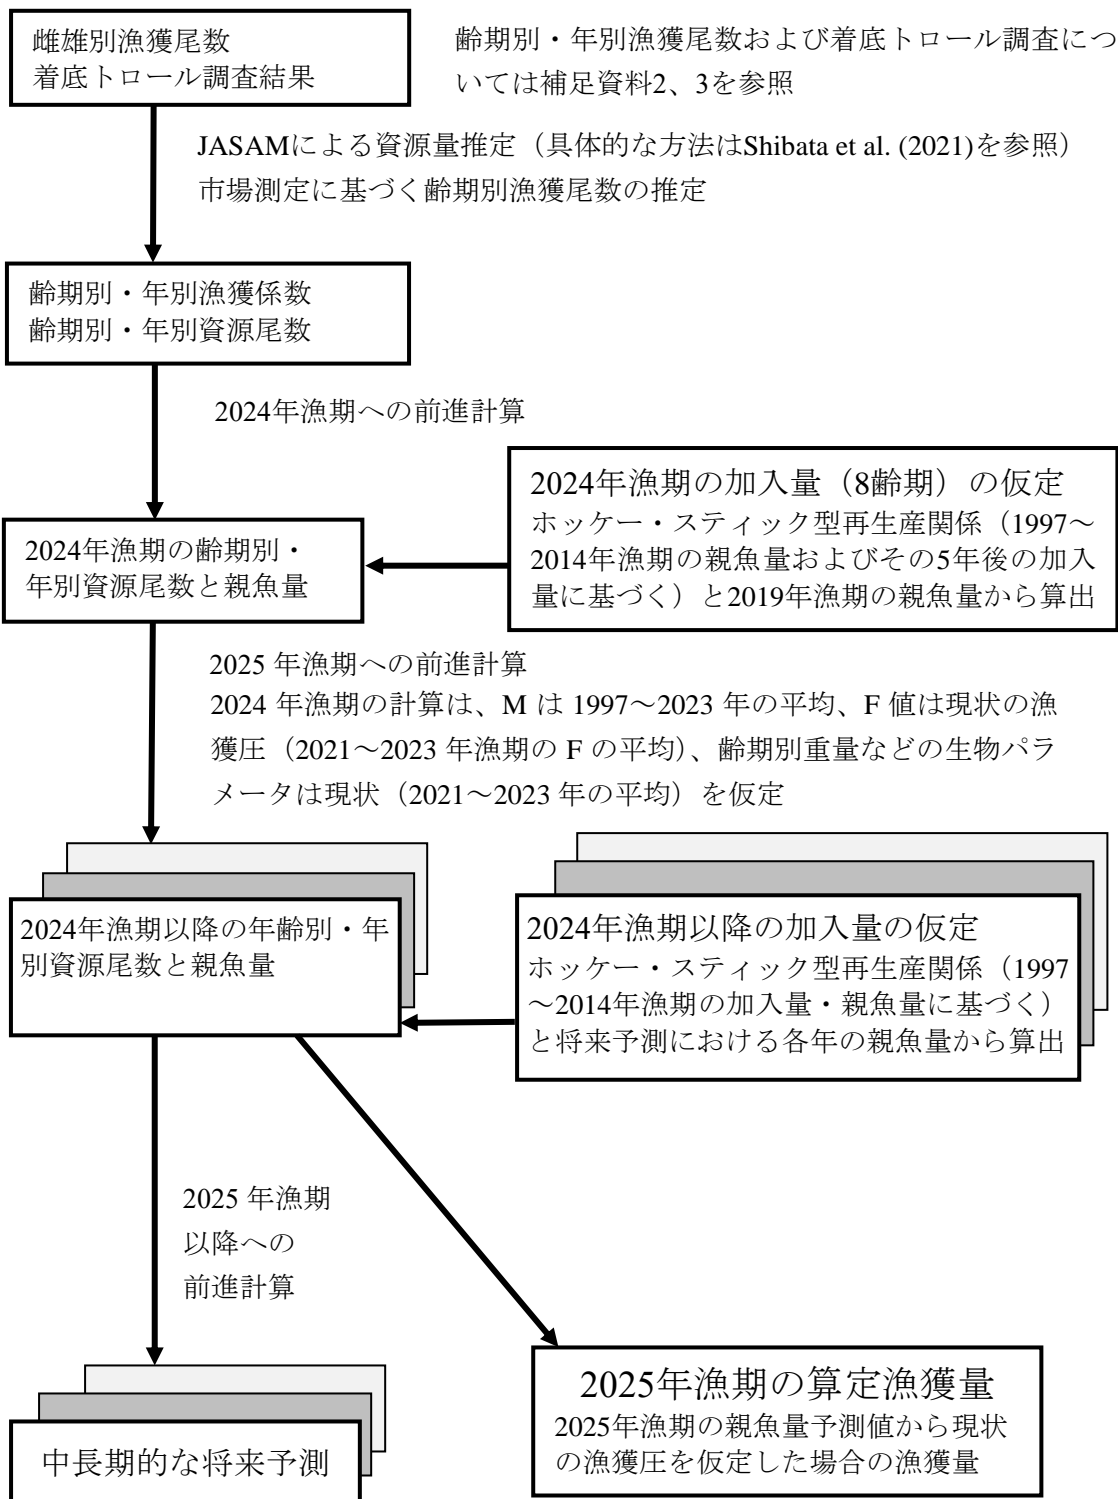 雌雄別漁獲尾数
着底トロール調査結果
齢期別・年別漁獲尾数および着底トロール調査につ
いては補足資料2、3を参照
JASAMによる資源量推定（具体的な方法はShibata et al. (2021)を参照）
市場測定に基づく齢期別漁獲尾数の推定
齢期別・年別漁獲係数
齢期別・年別資源尾数
2024年漁期への前進計算
2024年漁期の加入量（8齢期）の仮定
ホッケー・スティック型再生産関係（1997～
2014年漁期の親魚量およびその5年後の加入
量に基づく）と2019年漁期の親魚量から算出
2024年漁期の齢期別・
年別資源尾数と親魚量
2025 年漁期への前進計算
2024 年漁期の計算は、M は 1997～2023 年の平均、F 値は現状の漁
獲圧（2021～2023 年漁期の F の平均）、齢期別重量などの生物パラ
メータは現状（2021～2023 年の平均）を仮定
2024年漁期以降の年齢別・年
別資源尾数と親魚量
2024年漁期以降の加入量の仮定
ホッケー・スティック型再生産関係（1997
～2014年漁期の加入量・親魚量に基づく）
と将来予測における各年の親魚量から算出
2025 年漁期
以降への
前進計算
中長期的な将来予測
2025年漁期の算定漁獲量
2025年漁期の親魚量予測値から現状
の漁獲圧を仮定した場合の漁獲量